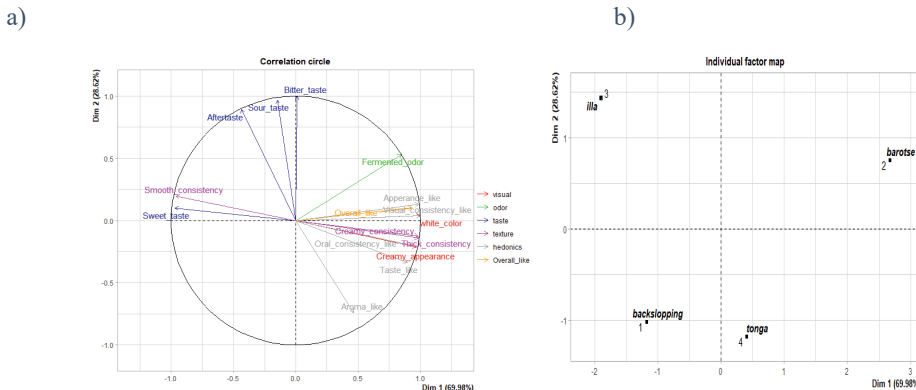 a)
b)
Correlation circle
Dim 2 (28.62%)
1.0
0.5
0.0
-0.5
-1.0
Bitter_taste
Sour_taste
Aftertaste
Fermented_odor
Smooth_consistency
Apperance_like
Sweet_taste
Overall_like
Visual_consistency_like
white_color
Creamy_consistency
Oral_consistency_like
Thick_consistency
Creamy_appearance
Taste_like
Aroma_like
-1.0 -0.5 0.0 0.5 1.0
Dim 1 (69.98%)
visual
odor
taste
texture
hedonics
Overall_like
Individual factor map
Dim 2 (28.62%)
1
0
-1
3
illa
barotse
2
backslopping
1
tonga
4
-2 -1 0 1 2 3
Dim 1 (69.98%